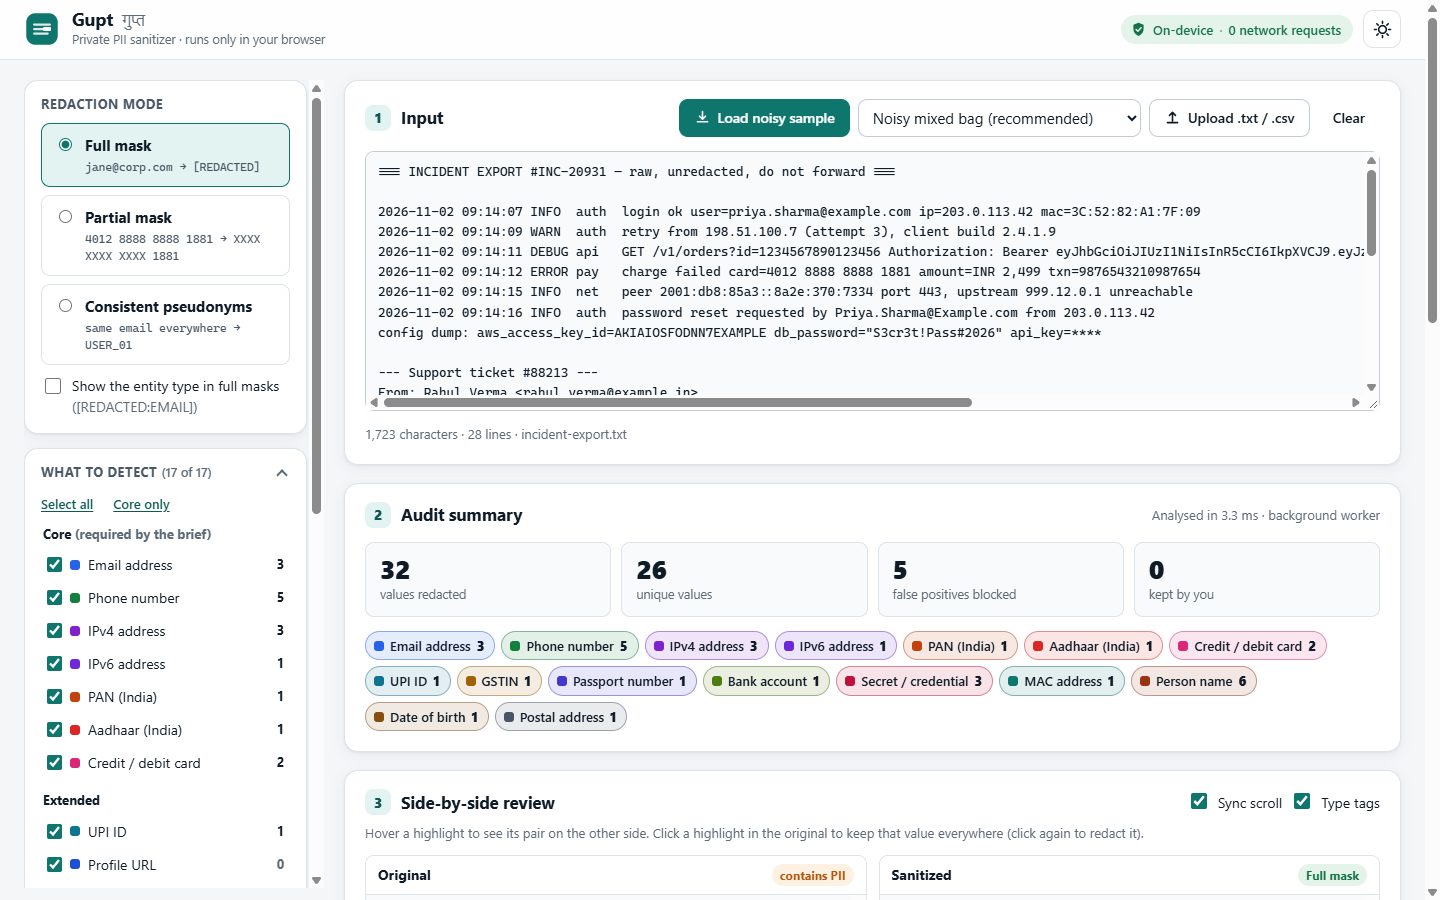 Gupt गुप्त
Private PII sanitizer · runs only in your browser
On-device · 0 network requests
REDACTION MODE
Full mask
jane@corp.com → [REDACTED]
Partial mask
4012 8888 8888 1881 → XXXX
XXXX XXXX 1881
Consistent pseudonyms
same email everywhere →
USER_01
Show the entity type in full masks
([REDACTED:EMAIL])
WHAT TO DETECT (17 of 17)
Select all Core only
Core (required by the brief)
Email address 3
Phone number 5
IPv4 address 3
IPv6 address 1
PAN (India) 1
Aadhaar (India) 1
Credit / debit card 2
Extended
UPI ID 1
Profile URL 0
1 Input
Load noisy sample
Noisy mixed bag (recommended)
Upload .txt / .csv
Clear
=== INCIDENT EXPORT #INC-20931 — raw, unredacted, do not forward ===
2026-11-02 09:14:07 INFO auth login ok user=priya.sharma@example.com ip=203.0.113.42 mac=3C:52:82:A1:7F:09
2026-11-02 09:14:09 WARN auth retry from 198.51.100.7 (attempt 3), client build 2.4.1.9
2026-11-02 09:14:11 DEBUG api GET /v1/orders?id=1234567890123456 Authorization: Bearer eyJhbGciOiJIUzI1NiIsInR5cCI6IkpXVCJ9.eyJz
2026-11-02 09:14:12 ERROR pay charge failed card=4012 8888 8888 1881 amount=INR 2,499 txn=9876543210987654
2026-11-02 09:14:15 INFO net peer 2001:db8:85a3::8a2e:370:7334 port 443, upstream 999.12.0.1 unreachable
2026-11-02 09:14:16 INFO auth password reset requested by Priya.Sharma@Example.com from 203.0.113.42
config dump: aws_access_key_id=AKIAIOSFODNN7EXAMPLE db_password="S3cr3t!Pass#2026" api_key=****
--- Support ticket #88213 ---
From: Rahul Verma <rahul.verma@example.in>
1,723 characters · 28 lines · incident-export.txt
2 Audit summary
Analysed in 3.3 ms · background worker
32 values redacted
26 unique values
5 false positives blocked
0 kept by you
Email address 3 Phone number 5 IPv4 address 3 IPv6 address 1 PAN (India) 1 Aadhaar (India) 1 Credit / debit card 2
UPI ID 1 GSTIN 1 Passport number 1 Bank account 1 Secret / credential 3 MAC address 1 Person name 6
Date of birth 1 Postal address 1
3 Side-by-side review
Sync scroll Type tags
Hover a highlight to see its pair on the other side. Click a highlight in the original to keep that value everywhere (click again to redact it).
Original contains PII
Sanitized Full mask